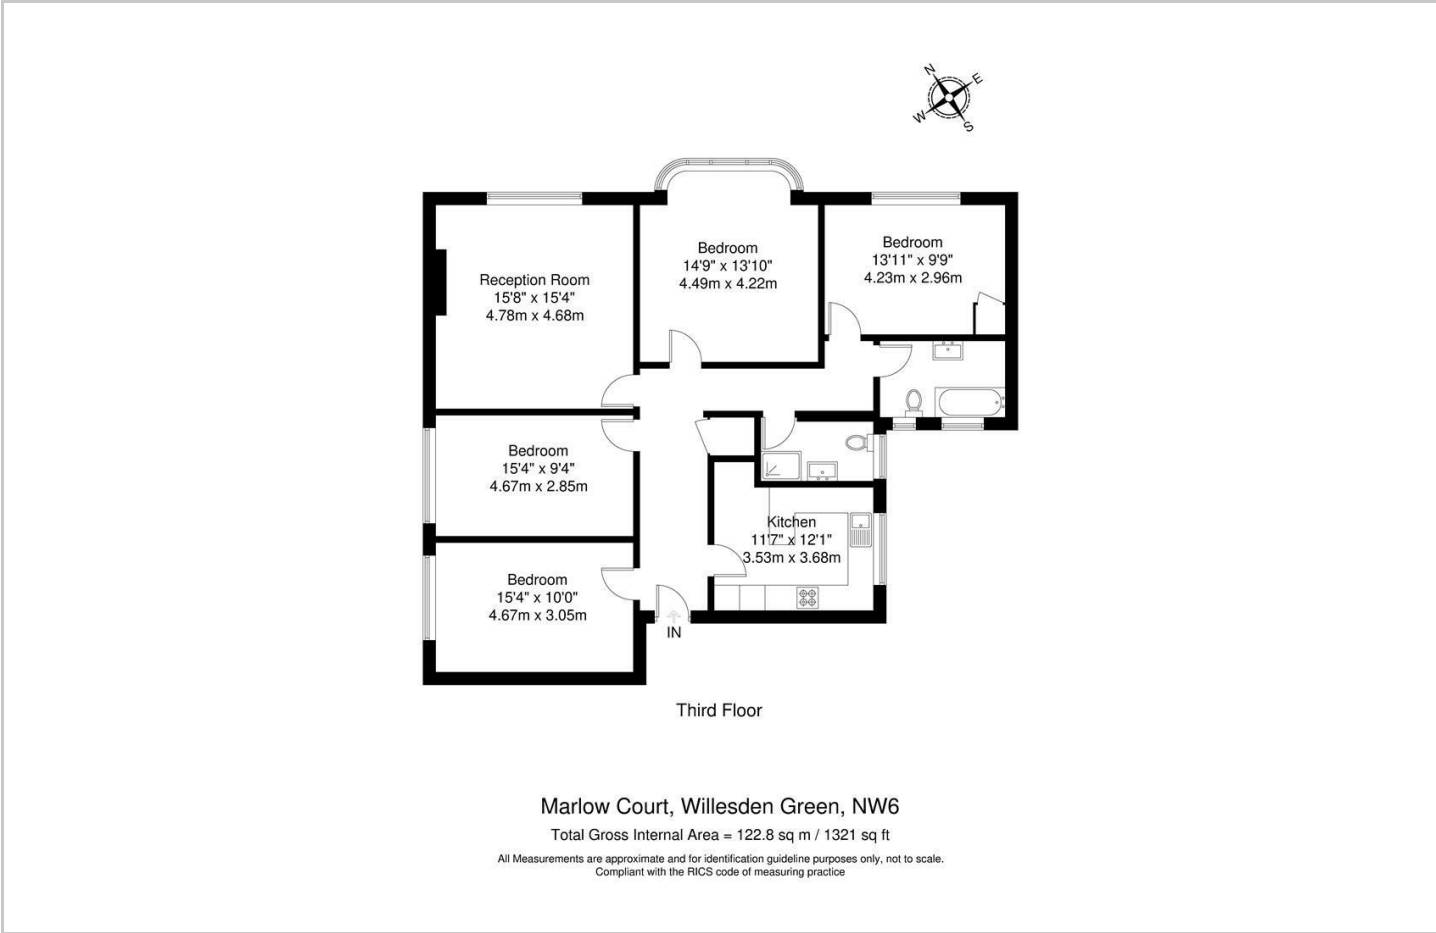 N
E
W
S
Reception Room
15'8" x 15'4"
4.78m x 4.68m
Bedroom
14'9" x 13'10"
4.49m x 4.22m
Bedroom
13'11" x 9'9"
4.23m x 2.96m
Bedroom
15'4" x 9'4"
4.67m x 2.85m
Kitchen
11'7" x 12'1"
3.53m x 3.68m
Bedroom
15'4" x 10'0"
4.67m x 3.05m
IN
Third Floor
Marlow Court, Willesden Green, NW6
Total Gross Internal Area = 122.8 sq m / 1321 sq ft
All Measurements are approximate and for identification guideline purposes only, not to scale.
Compliant with the RICS code of measuring practice